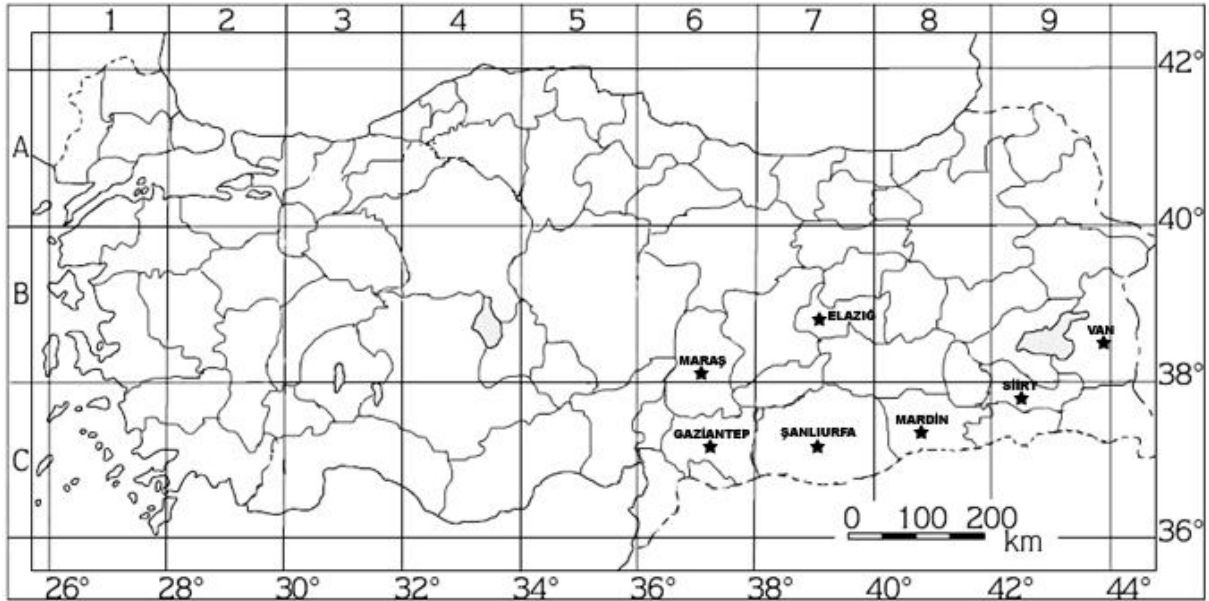 1 2 3 4 5 6 7 8 9
42°
A
40°
B
ELAZIĞ
VAN
MARAŞ
38°
SİİRT
MARDİN
GAZİANTEP ŞANLIURFA
C
0 100 200
km
36°
26° 28° 30° 32° 34° 36° 38° 40° 42° 44°